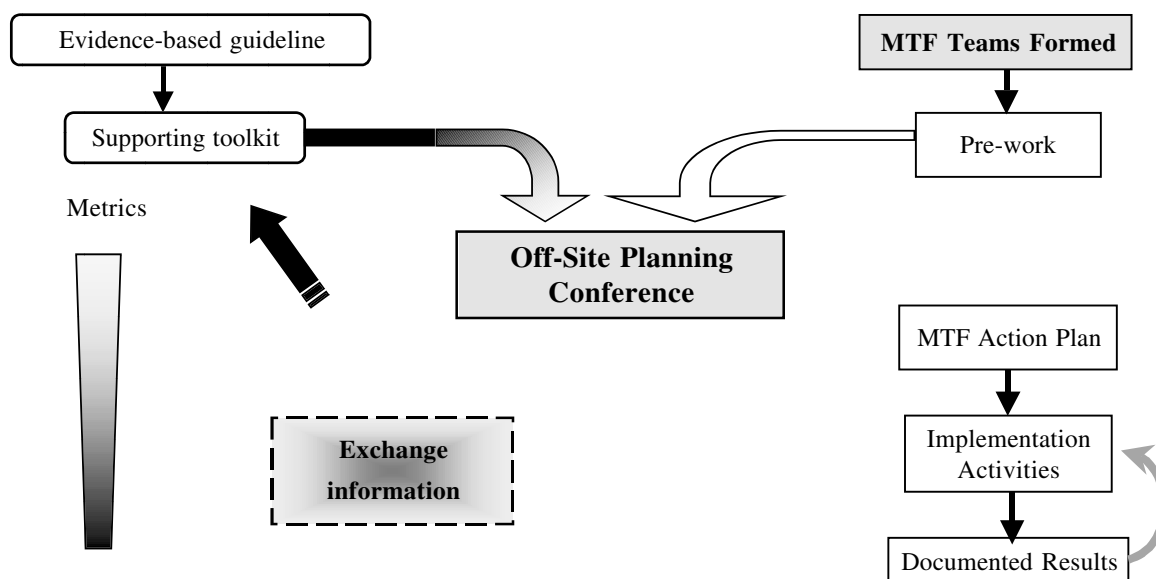 Evidence-based guideline
MTF Teams Formed
Supporting toolkit
Pre-work
Metrics
Off-Site Planning
Conference
MTF Action Plan
Exchange
information
Implementation
Activities
Documented Results